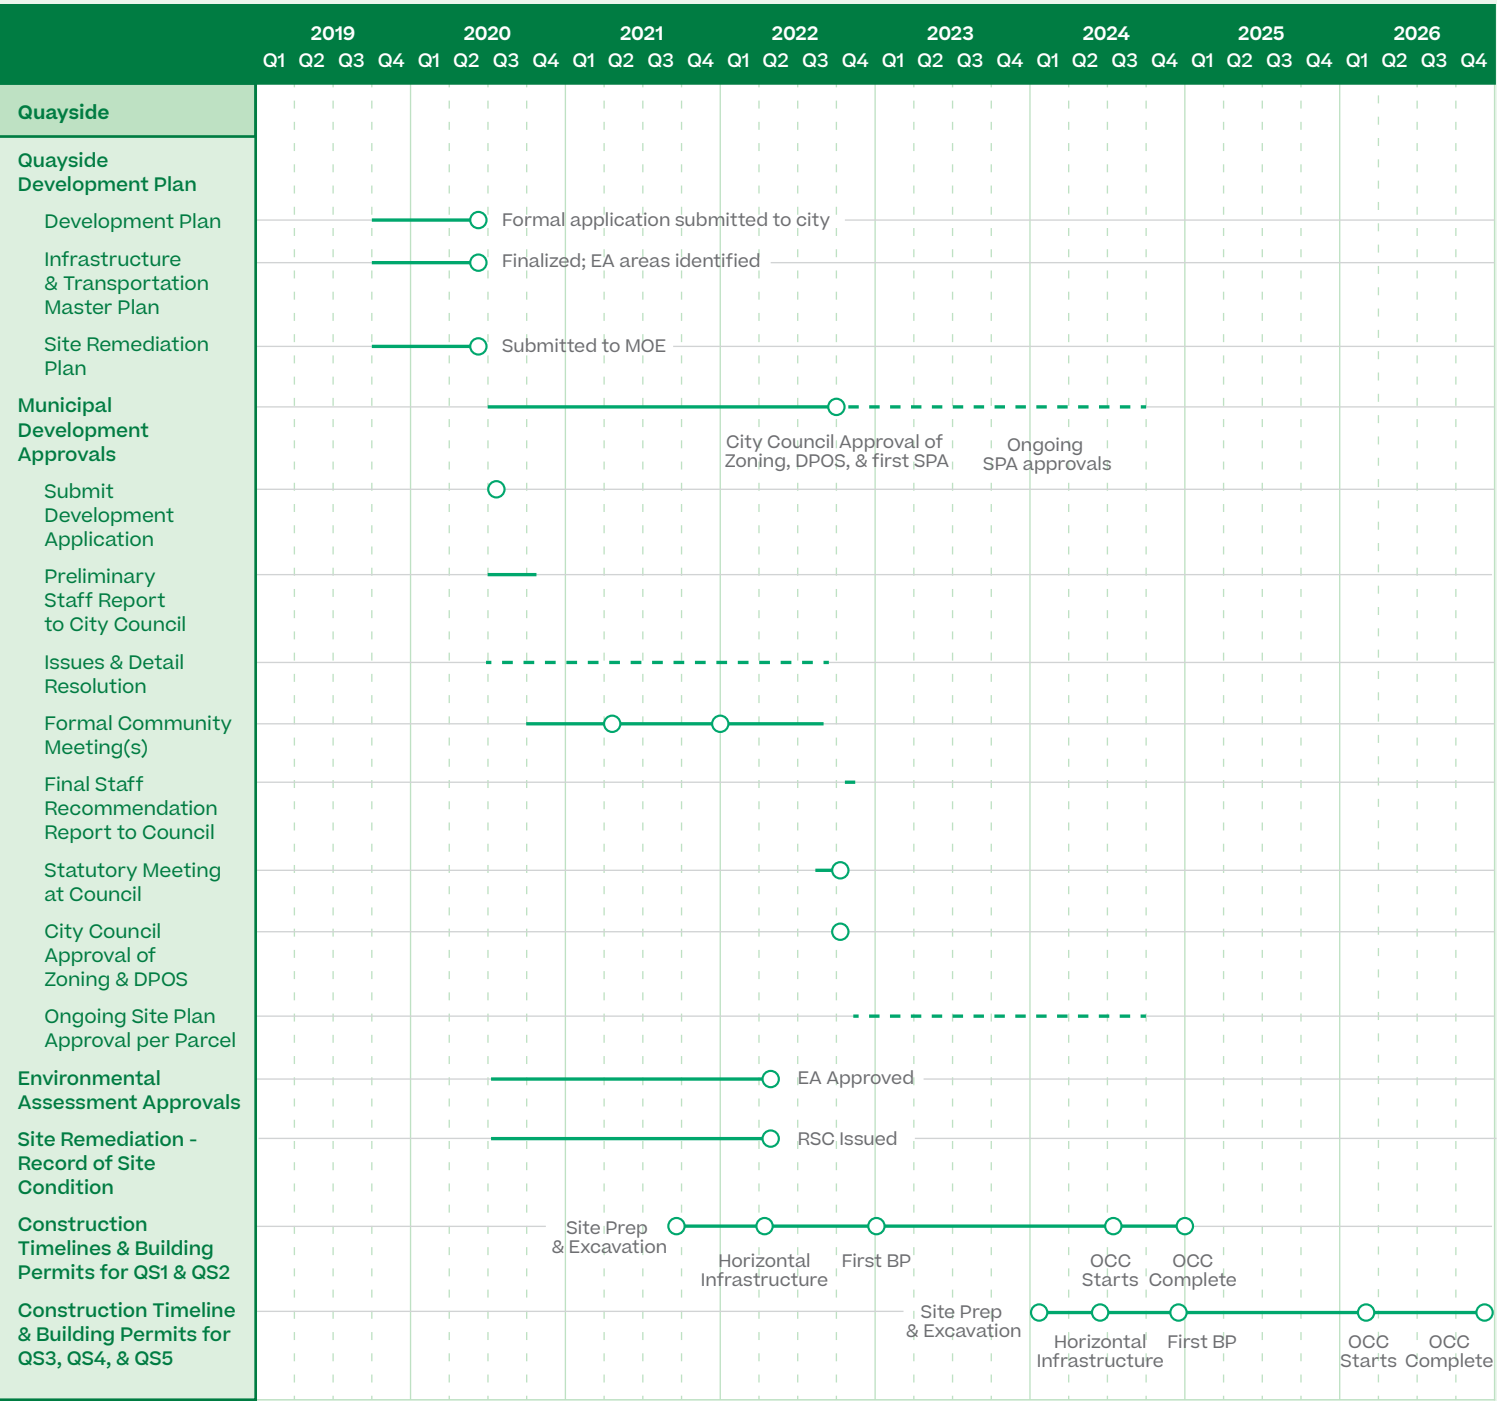 2019 2020 2021 2022 2023 2024 2025 2026
Q1 Q2 Q3 Q4 Q1 Q2 Q3 Q4 Q1 Q2 Q3 Q4 Q1 Q2 Q3 Q4 Q1 Q2 Q3 Q4 Q1 Q2 Q3 Q4 Q1 Q2 Q3 Q4 Q1 Q2 Q3 Q4
Quayside
Quayside
Development Plan
Development Plan
Formal application submitted to city
Infrastructure
& Transportation
Master Plan
Finalized; EA areas identified
Site Remediation
Plan
Submitted to MOE
Municipal
Development
Approvals
City Council Approval of
Zoning, DPOS, & first SPA
Ongoing
SPA approvals
Submit
Development
Application
Preliminary
Staff Report
to City Council
Issues & Detail
Resolution
Formal Community
Meeting(s)
Final Staff
Recommendation
Report to Council
Statutory Meeting
at Council
City Council
Approval of
Zoning & DPOS
Ongoing Site Plan
Approval per Parcel
Environmental
Assessment Approvals
EA Approved
Site Remediation -
Record of Site
Condition
RSC Issued
Construction
Timelines & Building
Permits for QS1 & QS2
Site Prep
& Excavation
Horizontal
Infrastructure
First BP
OCC
Starts
OCC
Complete
Construction Timeline
& Building Permits for
QS3, QS4, & QS5
Site Prep
& Excavation
Horizontal
Infrastructure
First BP
OCC
Starts
OCC
Complete